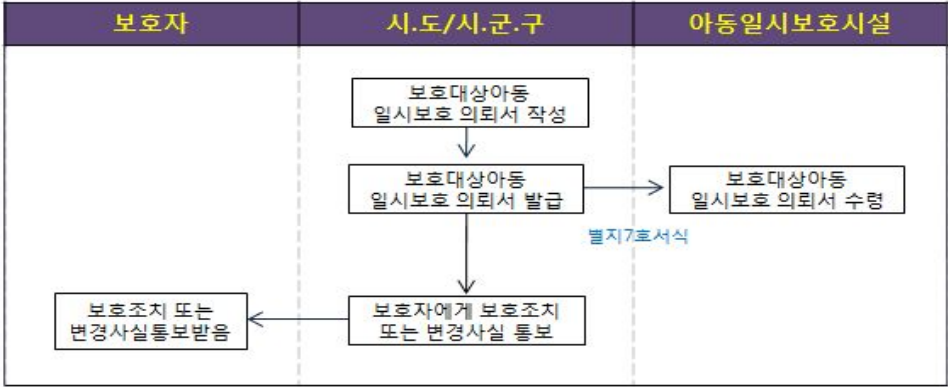 보호자
시.도/시.군.구
아동일시보호시설
보호대상아동
일시보호 의뢰서 작성
보호대상아동
일시보호 의뢰서 발급
보호대상아동
일시보호 의뢰서 수령
별지7호서식
보호조치 또는
변경사실통보받음
보호자에게 보호조치
또는 변경사실 통보